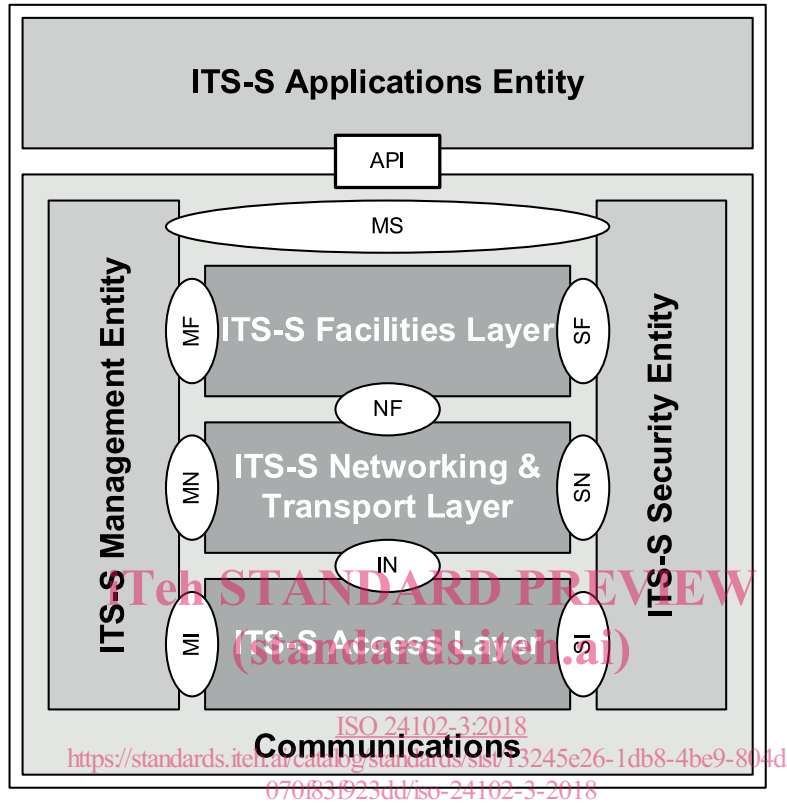 ITS-S Applications Entity
API
MS
ITS-S Management Entity
MF
ITS-S Facilities Layer
SF
ITS-S Security Entity
NF
MN
ITS-S Networking &
Transport Layer
SN
IN
iTeh STANDARD PREVIEW
MI
ITS-S Access Layer
SI
(standards.iteh.ai)
ISO 24102-3:2018
Communications
https://standards.iteh.ai/catalog/standards/sist/13245e26-1db8-4be9-804d
070f83f923dd/iso-24102-3-2018